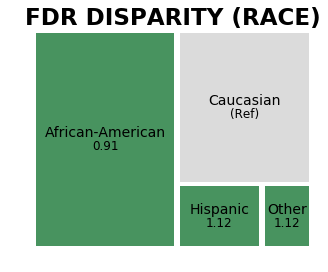 FDR DISPARITY (RACE)
African-American
0.91
Caucasian
(Ref)
Hispanic
1.12
Other
1.12